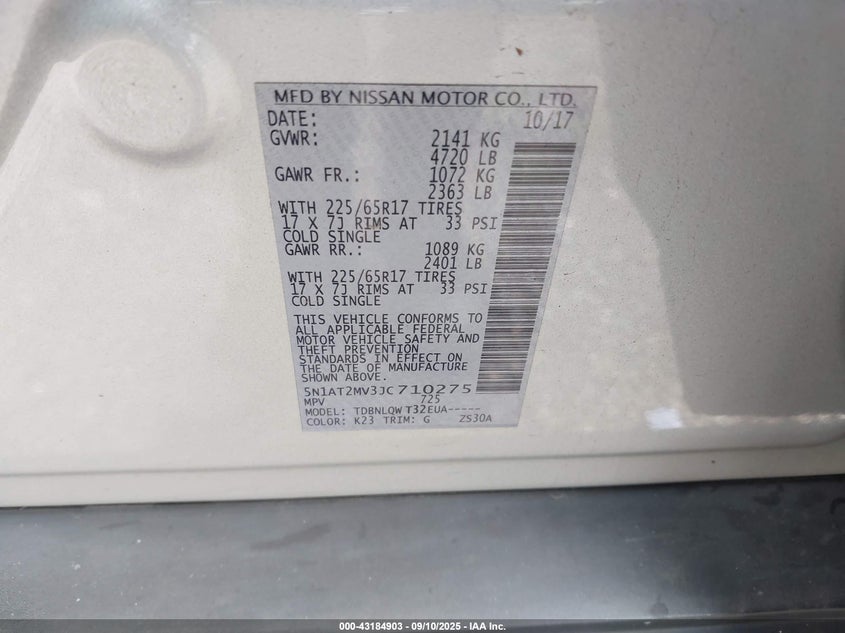 MFD BY NISSAN MOTOR CO., LTD.
DATE: 10/17
GVWR: 2141 KG
4720 LB
GAWR FR.: 1072 KG
2363 LB
WITH 225/65R17 TIRES
17 X 7J RIMS AT 33 PSI
COLD SINGLE
GAWR RR.: 1089 KG
2401 LB
WITH 225/65R17 TIRES
17 X 7J RIMS AT 33 PSI
COLD SINGLE
THIS VEHICLE CONFORMS TO
ALL APPLICABLE FEDERAL
MOTOR VEHICLE SAFETY AND
THEFT PREVENTION
STANDARDS IN EFFECT ON
THE DATE OF MANUFACTURE
SHOWN ABOVE.
5N1AT2MV3JC710275
MPV 725
MODEL: TDBNLQW T32EUA-----
COLOR: K23 TRIM: G ZS30A
000-43184903 - 09/10/2025 - IAA Inc.